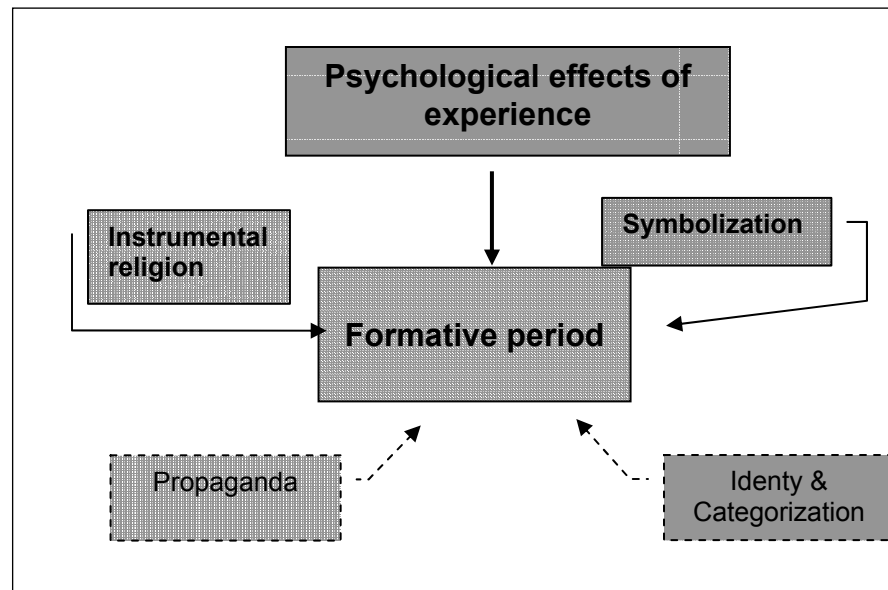 Psychological effects of
experience
Instrumental
religion
Symbolization
Formative period
Propaganda
Identy &
Categorization